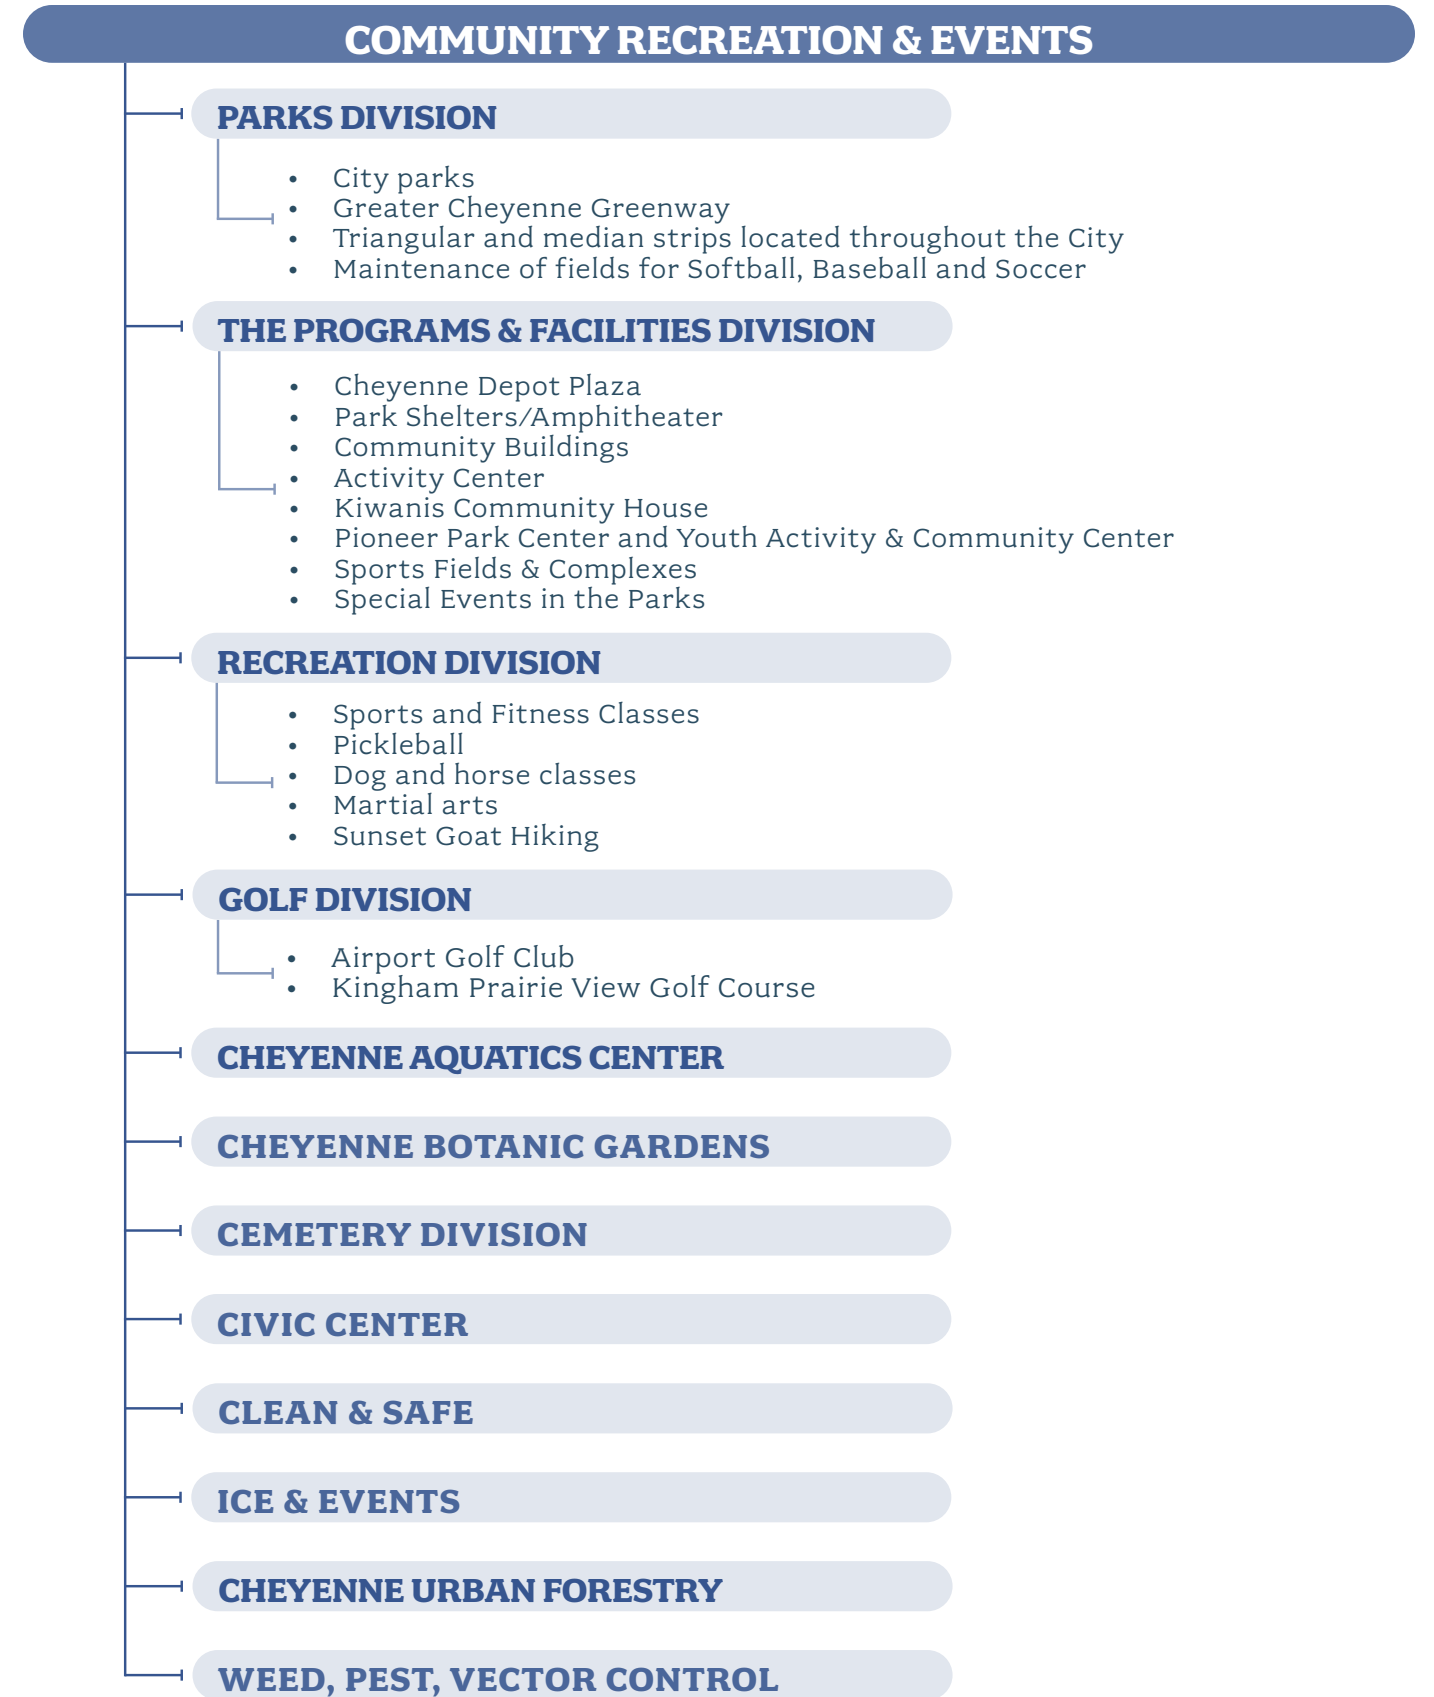 COMMUNITY RECREATION & EVENTS
PARKS DIVISION
• City parks
• Greater Cheyenne Greenway
• Triangular and median strips located throughout the City
• Maintenance of fields for Softball, Baseball and Soccer
THE PROGRAMS & FACILITIES DIVISION
• Cheyenne Depot Plaza
• Park Shelters/Amphitheater
• Community Buildings
• Activity Center
• Kiwanis Community House
• Pioneer Park Center and Youth Activity & Community Center
• Sports Fields & Complexes
• Special Events in the Parks
RECREATION DIVISION
• Sports and Fitness Classes
• Pickleball
• Dog and horse classes
• Martial arts
• Sunset Goat Hiking
GOLF DIVISION
• Airport Golf Club
• Kingham Prairie View Golf Course
CHEYENNE AQUATICS CENTER
CHEYENNE BOTANIC GARDENS
CEMETERY DIVISION
CIVIC CENTER
CLEAN & SAFE
ICE & EVENTS
CHEYENNE URBAN FORESTRY
WEED, PEST, VECTOR CONTROL